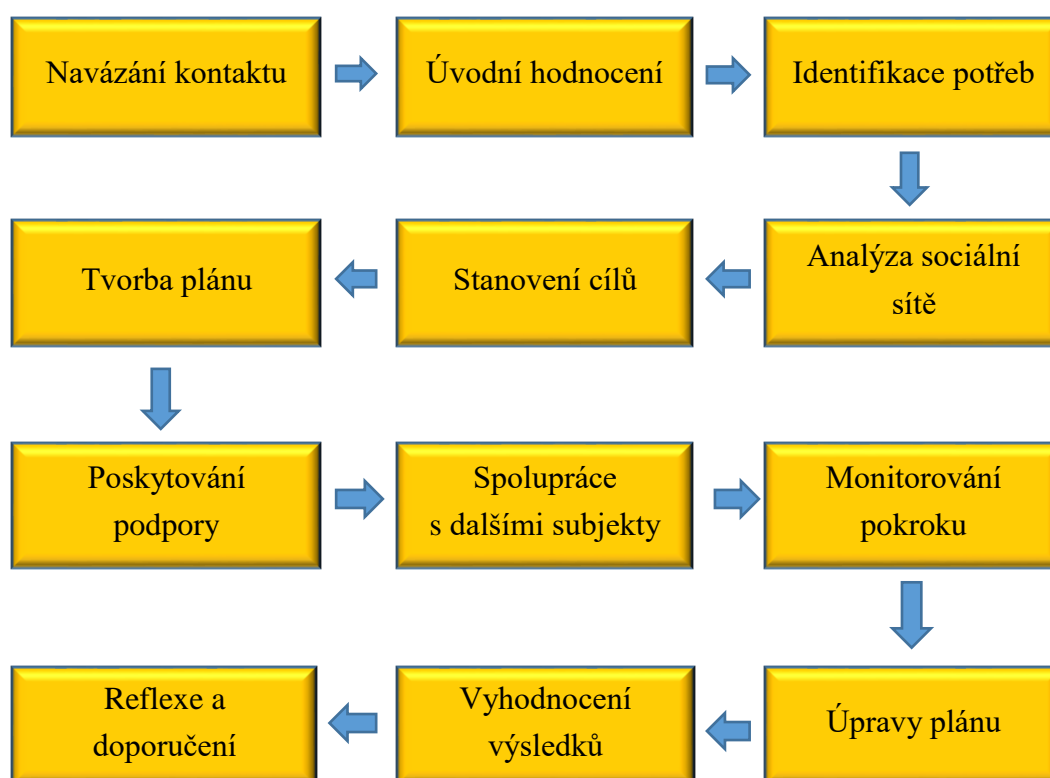 Navázání kontaktu
Úvodní hodnocení
Identifikace potřeb
Analýza sociální
sítě
Stanovení cílů
Tvorba plánu
Poskytování
podpory
Spolupráce
s dalšími subjekty
Monitorování
pokroku
Úpravy plánu
Vyhodnocení
výsledků
Reflexe a
doporučení